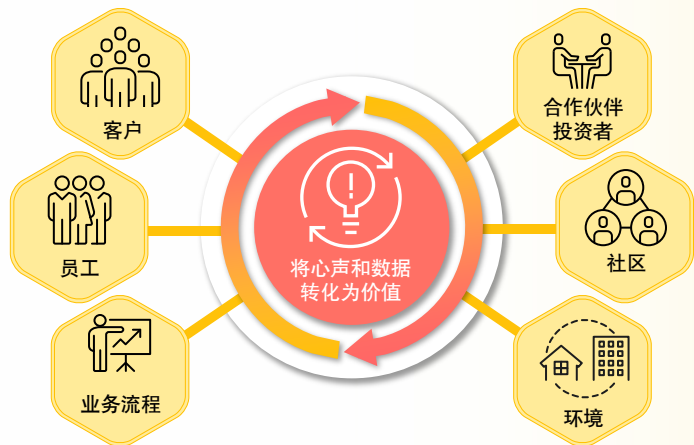 客户
员工
业务流程
将心声和数据
转化为价值
合作伙伴
投资者
社区
环境